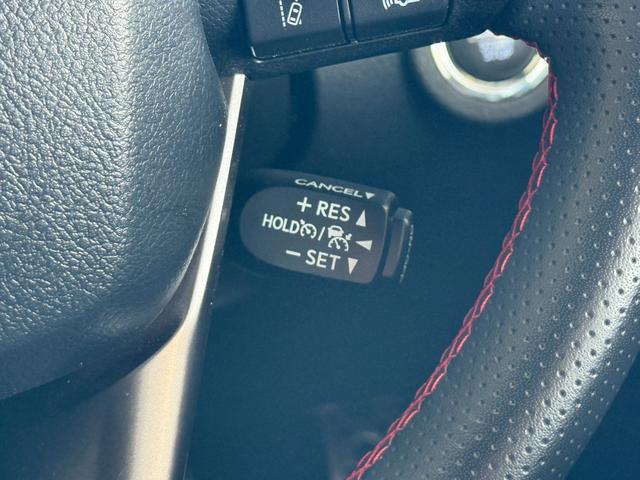 CANCEL▼
+ RES ▲
HOLD / ◀
− SET ▼